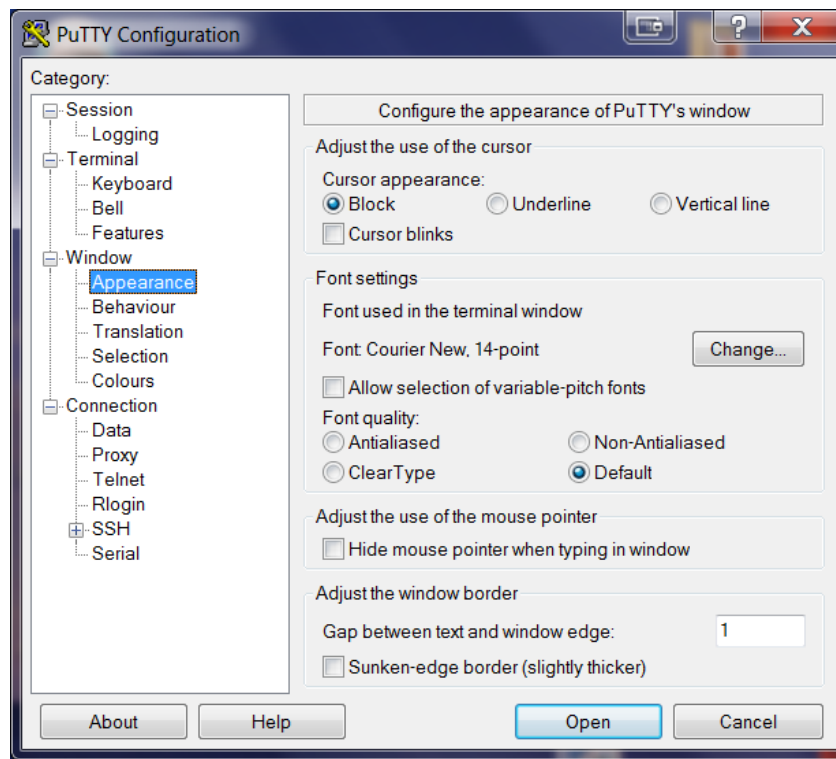 PuTTY Configuration
Category:
Session
Logging
Terminal
Keyboard
Bell
Features
Window
Appearance
Behaviour
Translation
Selection
Colours
Connection
Data
Proxy
Telnet
Rlogin
SSH
Serial
Configure the appearance of PuTTY's window
Adjust the use of the cursor
Cursor appearance:
Block Underline Vertical line
Cursor blinks
Font settings
Font used in the terminal window
Font: Courier New, 14-point Change...
Allow selection of variable-pitch fonts
Font quality:
Antialiased Non-Antialiased
ClearType Default
Adjust the use of the mouse pointer
Hide mouse pointer when typing in window
Adjust the window border
Gap between text and window edge: 1
Sunken-edge border (slightly thicker)
About Help Open Cancel